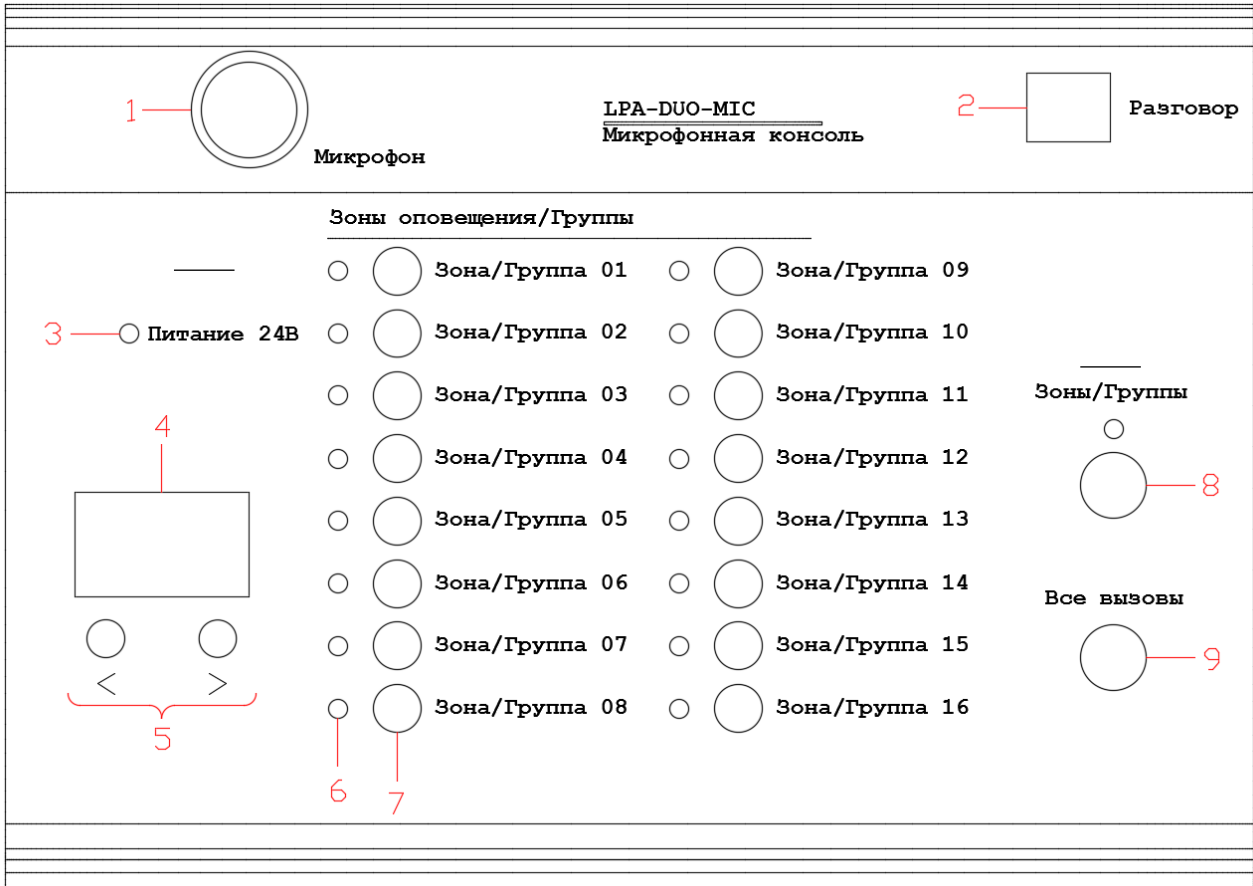 1
Микрофон
LPA-DUO-MIC
Микрофонная консоль
2
Разговор
Зоны оповещения/Группы
3
Питание 24В
4
< >
5
Зона/Группа 01
Зона/Группа 02
Зона/Группа 03
Зона/Группа 04
Зона/Группа 05
Зона/Группа 06
Зона/Группа 07
Зона/Группа 08
6
7
Зона/Группа 09
Зона/Группа 10
Зона/Группа 11
Зона/Группа 12
Зона/Группа 13
Зона/Группа 14
Зона/Группа 15
Зона/Группа 16
Зоны/Группы
8
Все вызовы
9